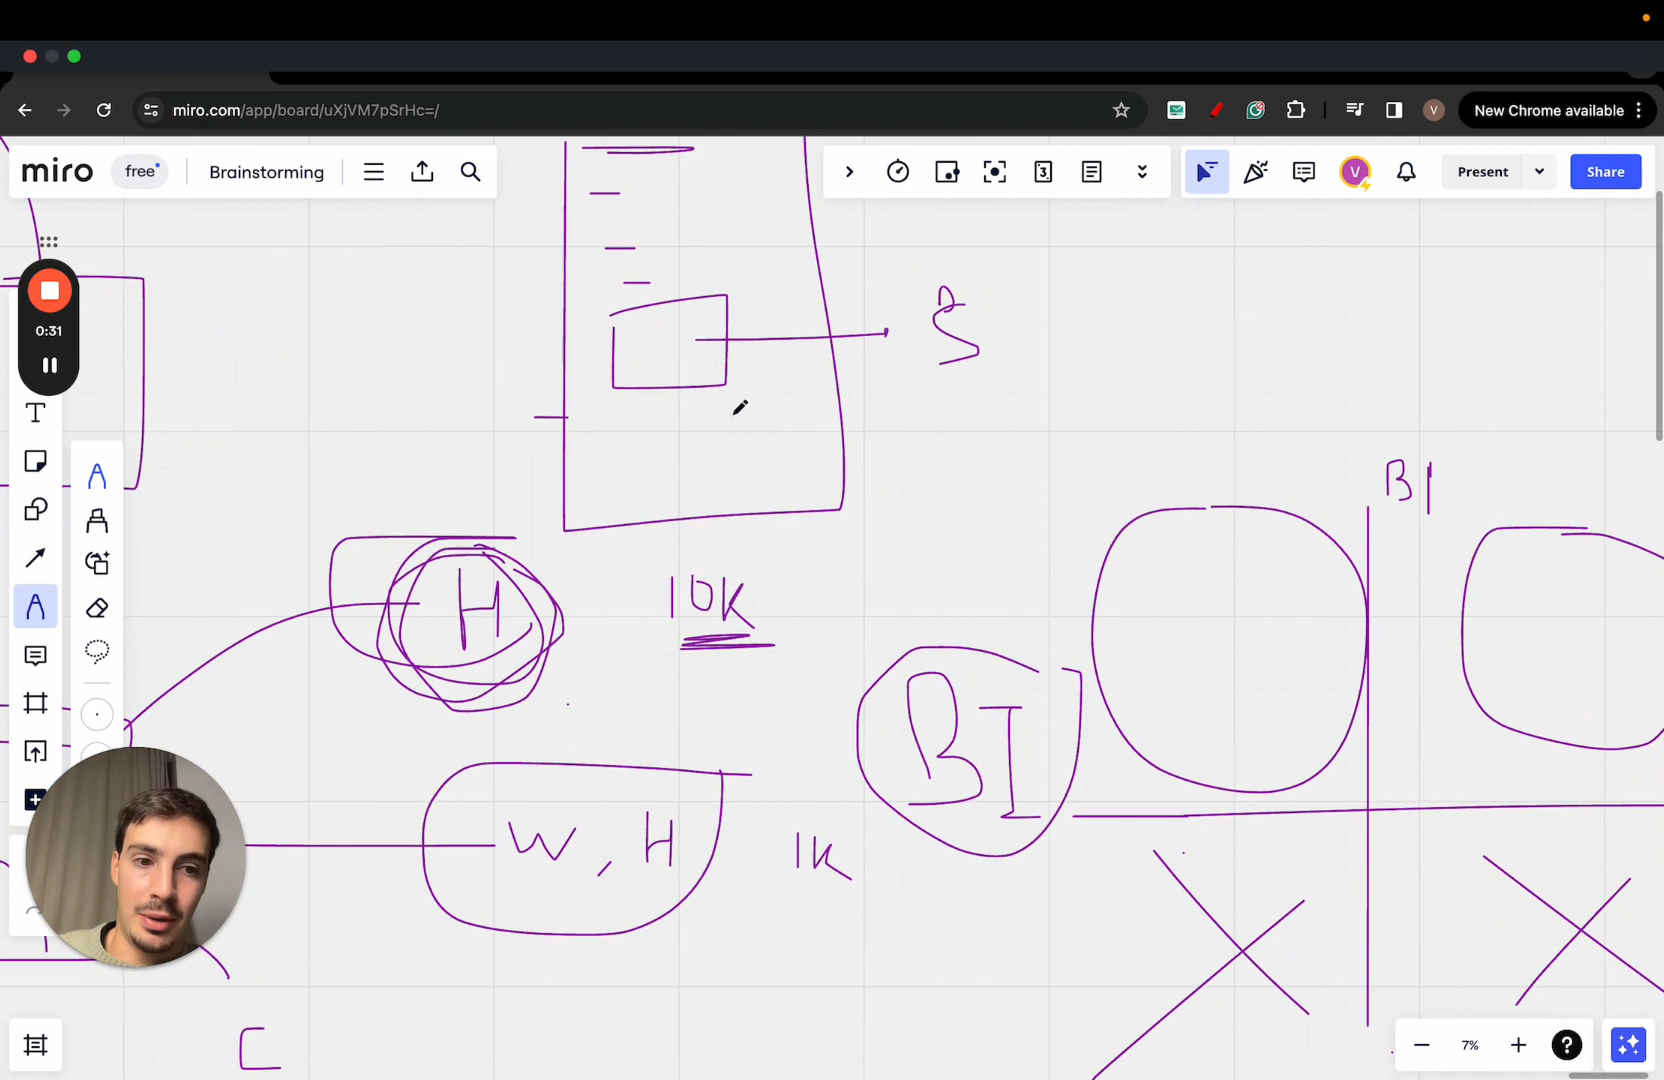 miro.com/app/board/uXjVM7pSrHc=/
V
New Chrome available
miro
free
Brainstorming
3
V
Present
Share
0:31
T
S
BI
H
10K
BI
W, H
1K
C
7%
?